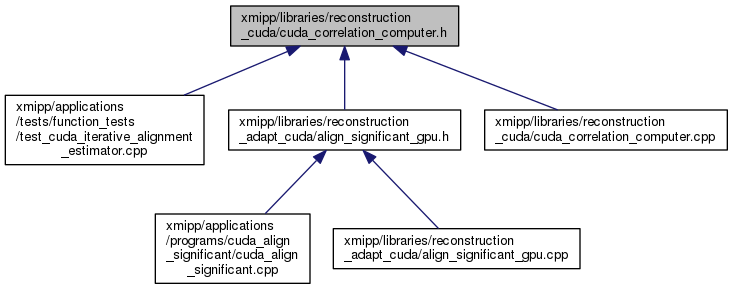 xmipp/libraries/reconstruction
_cuda/cuda_correlation_computer.h
xmipp/applications
/tests/function_tests
/test_cuda_iterative_alignment
_estimator.cpp
xmipp/libraries/reconstruction
_adapt_cuda/align_significant_gpu.h
xmipp/libraries/reconstruction
_cuda/cuda_correlation_computer.cpp
xmipp/applications
/programs/cuda_align
_significant/cuda_align
_significant.cpp
xmipp/libraries/reconstruction
_adapt_cuda/align_significant_gpu.cpp